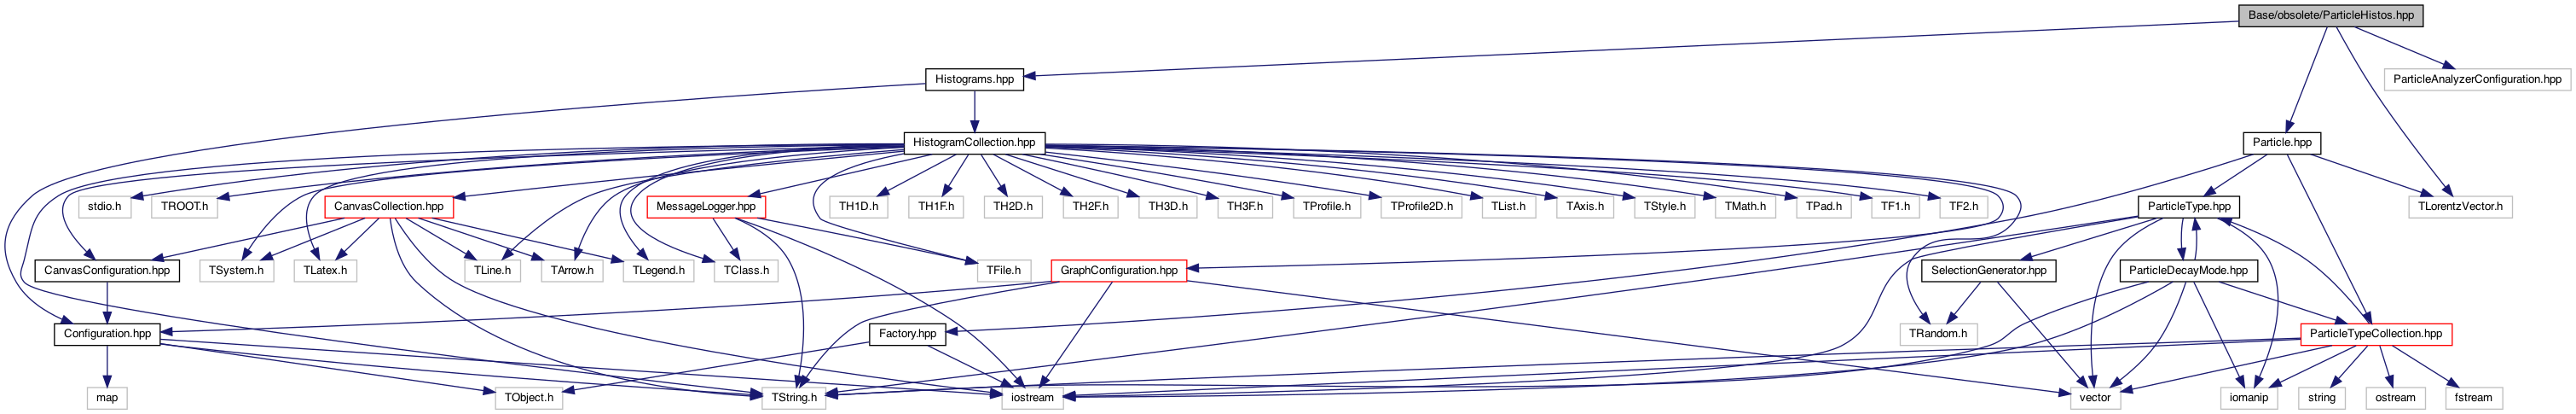 Base/obsolete/ParticleHistos.hpp
Histograms.hpp
ParticleAnalyzerConfiguration.hpp
HistogramCollection.hpp
Particle.hpp
stdio.h
TROOT.h
CanvasCollection.hpp
MessageLogger.hpp
TH1D.h
TH1F.h
TH2D.h
TH2F.h
TH3D.h
TH3F.h
TProfile.h
TProfile2D.h
TList.h
TAxis.h
TStyle.h
TMath.h
TPad.h
TF1.h
TF2.h
ParticleType.hpp
TLorentzVector.h
CanvasConfiguration.hpp
TSystem.h
TLatex.h
TLine.h
TArrow.h
TLegend.h
TClass.h
TFile.h
GraphConfiguration.hpp
SelectionGenerator.hpp
ParticleDecayMode.hpp
Configuration.hpp
Factory.hpp
TRandom.h
ParticleTypeCollection.hpp
map
TObject.h
TString.h
iostream
vector
iomanip
string
ostream
fstream